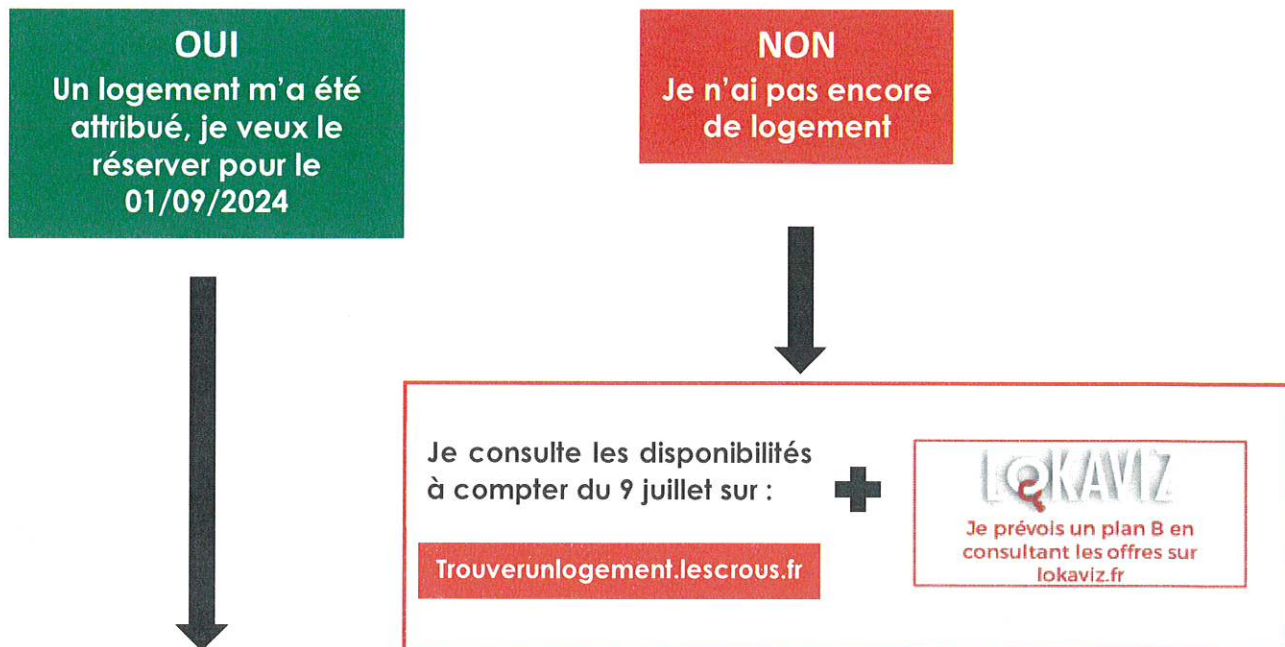 OUI
Un logement m'a été
attribué, je veux le
réserver pour le
01/09/2024
NON
Je n'ai pas encore
de logement
Je consulte les disponibilités
à compter du 9 juillet sur :
Trouverunlogement.lescrous.fr
LOKAVIZ
Je prévois un plan B en
consultant les offres sur
lokaviz.fr